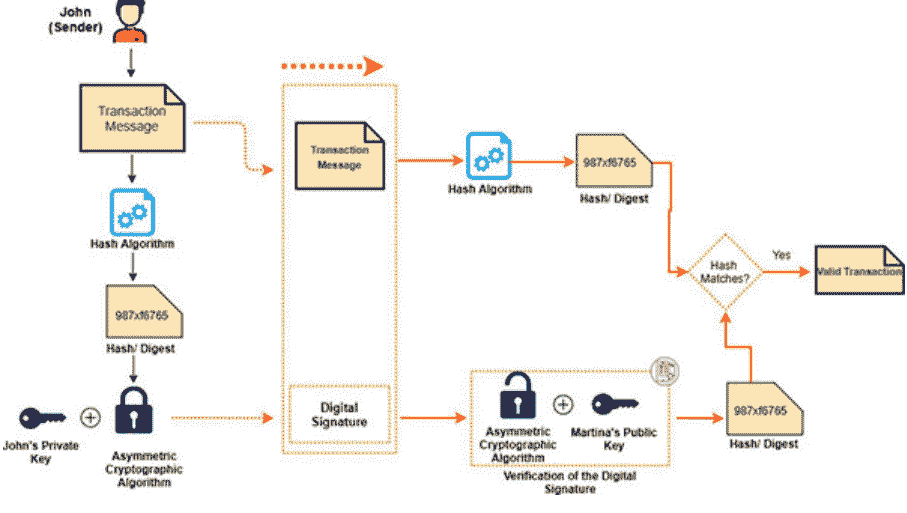 John
(Sender)
Transaction
Message
Hash Algorithm
987xf6765
Hash/ Digest
John's Private
Key
Asymmetric
Cryptographic
Algorithm
Transaction
Message
Digital
Signature
Hash Algorithm
987xf6765
Hash/ Digest
Asymmetric
Cryptographic
Algorithm
Martina's Public
Key
Verification of the Digital
Signature
987xf6765
Hash/ Digest
Hash
Matches?
Yes
Valid Transaction